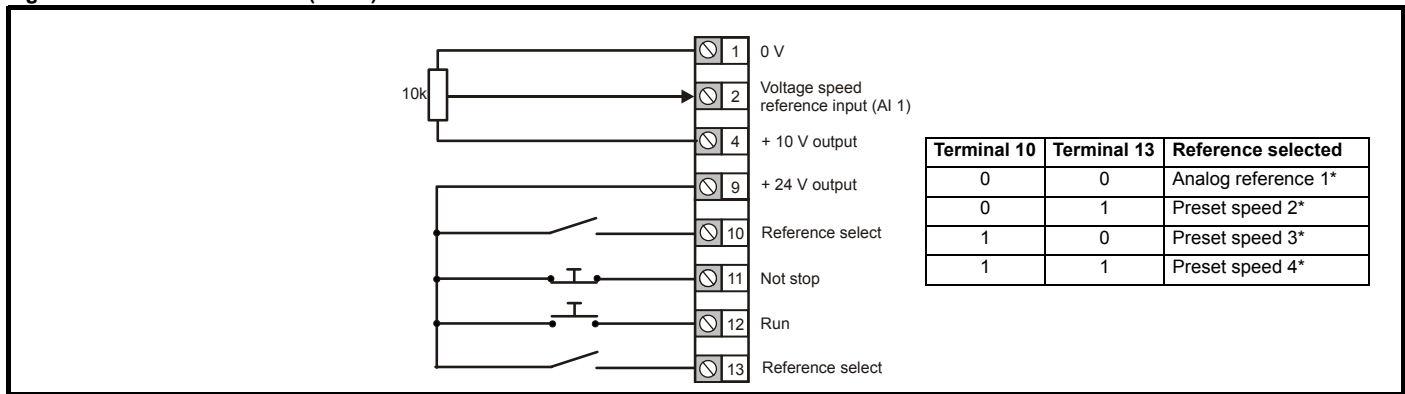 10k
1 0 V
2 Voltage speed
reference input (AI 1)
4 + 10 V output
9 + 24 V output
10 Reference select
11 Not stop
12 Run
13 Reference select
Terminal 10 Terminal 13 Reference selected
0 0 Analog reference 1*
0 1 Preset speed 2*
1 0 Preset speed 3*
1 1 Preset speed 4*